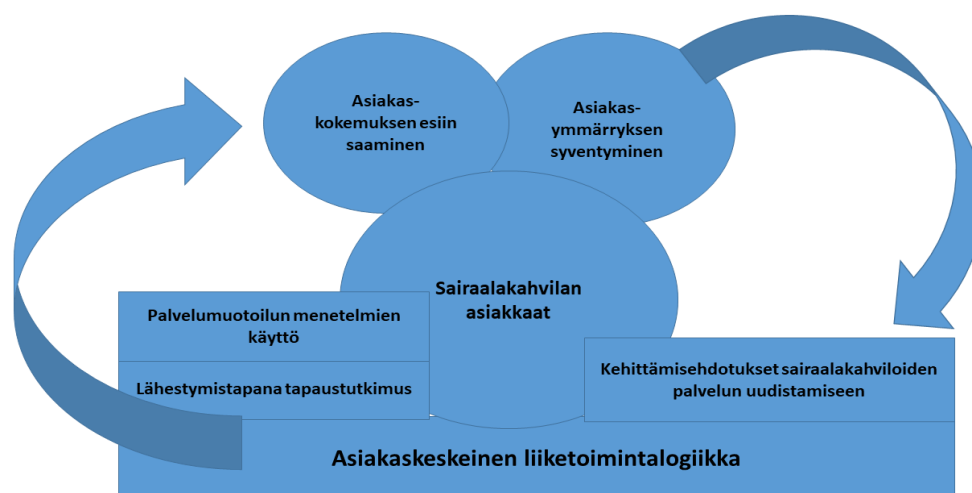 Asiakas-
kokemuksen esiin
saaminen
Asiakas-
ymmärryksen
syventyminen
Sairaalakahvilan
asiakkaat
Palvelumuotoilun menetelmien
käyttö
Lähestymistapana tapaustutkimus
Kehittämisehdotukset sairaalakahviloiden
palvelun uudistamiseen
Asiakaskeskeinen liiketoimintalogiikka